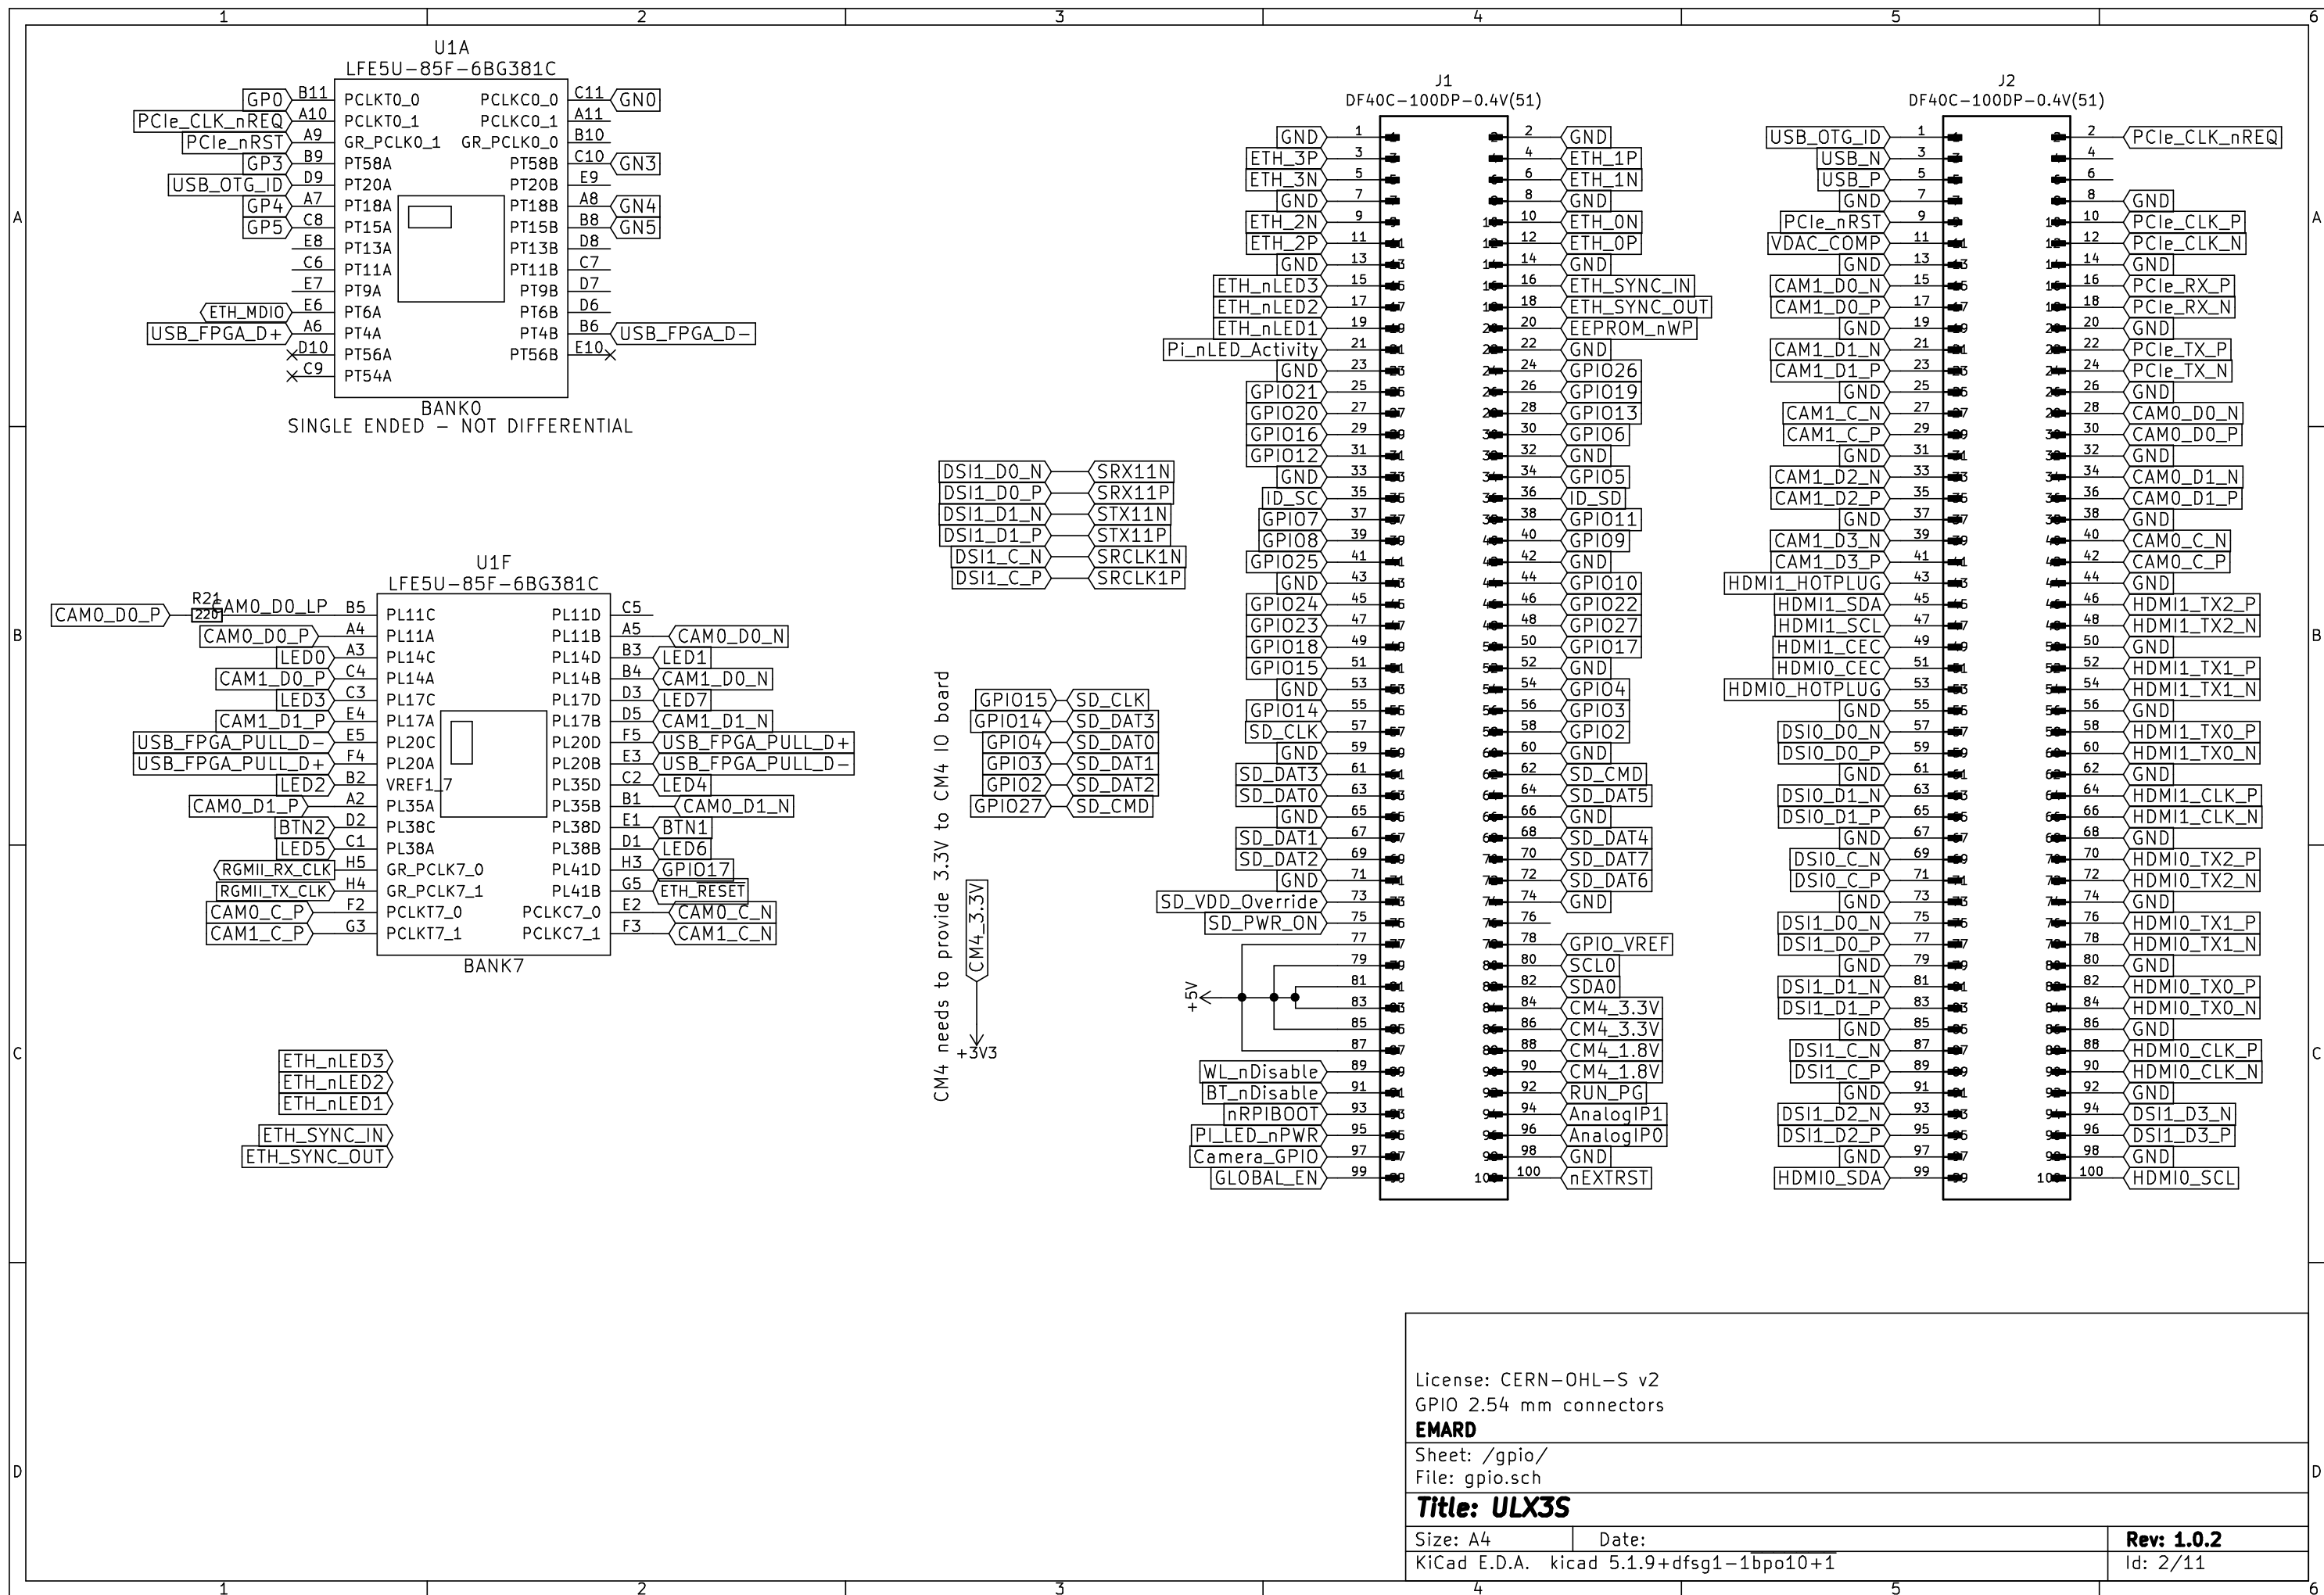 1 2 3 4 5 6
A
B
C
D
U1A
LFE5U-85F-6BG381C
GP0 B11 PCLKT0_0 PCLKC0_0 C11 GN0
PCIe_CLK_nREQ A10 PCLKT0_1 PCLKC0_1 A11
PCIe_nRST A9 GR_PCLK0_1 GR_PCLK0_0 B10
GP3 B9 PT58A PT58B C10 GN3
USB_OTG_ID D9 PT20A PT20B E9
GP4 A7 PT18A PT18B A8 GN4
GP5 C8 PT15A PT15B B8 GN5
E8 PT13A PT13B D8
C6 PT11A PT11B C7
E7 PT9A PT9B D7
ETH_MDIO E6 PT6A PT6B D6
USB_FPGA_D+ A6 PT4A PT4B B6 USB_FPGA_D-
D10 PT56A PT56B E10
C9 PT54A
BANK0
SINGLE ENDED - NOT DIFFERENTIAL
U1F
LFE5U-85F-6BG381C
CAM0_D0_P R21 220 CAM0_D0_LP B5 PL11C PL11D C5
CAM0_D0_P A4 PL11A PL11B A5 CAM0_D0_N
LED0 A3 PL14C PL14D B3 LED1
CAM1_D0_P C4 PL14A PL14B B4 CAM1_D0_N
LED3 C3 PL17C PL17D D3 LED7
CAM1_D1_P E4 PL17A PL17B D5 CAM1_D1_N
USB_FPGA_PULL_D- E5 PL20C PL20D F5 USB_FPGA_PULL_D+
USB_FPGA_PULL_D+ F4 PL20A PL20B E3 USB_FPGA_PULL_D-
LED2 B2 VREF1_7 PL35D C2 LED4
CAM0_D1_P A2 PL35A PL35B B1 CAM0_D1_N
BTN2 D2 PL38C PL38D E1 BTN1
LED5 C1 PL38A PL38B D1 LED6
RGMII_RX_CLK H5 GR_PCLK7_0 PL41D H3 GPIO17
RGMII_TX_CLK H4 GR_PCLK7_1 PL41B G5 ETH_RESET
CAM0_C_P F2 PCLKT7_0 PCLKC7_0 E2 CAM0_C_N
CAM1_C_P G3 PCLKT7_1 PCLKC7_1 F3 CAM1_C_N
BANK7
ETH_nLED3
ETH_nLED2
ETH_nLED1
ETH_SYNC_IN
ETH_SYNC_OUT
DSI1_D0_N SRX11N
DSI1_D0_P SRX11P
DSI1_D1_N STX11N
DSI1_D1_P STX11P
DSI1_C_N SRCLK1N
DSI1_C_P SRCLK1P
GPIO15 SD_CLK
GPIO14 SD_DAT3
GPIO4 SD_DAT0
GPIO3 SD_DAT1
GPIO2 SD_DAT2
GPIO27 SD_CMD
CM4 needs to provide 3.3V to CM4 IO board
CM4_3.3V
+3V3
J1
DF40C-100DP-0.4V(51)
GND 1 2 GND
ETH_3P 3 4 ETH_1P
ETH_3N 5 6 ETH_1N
GND 7 8 GND
ETH_2N 9 10 ETH_0N
ETH_2P 11 12 ETH_0P
GND 13 14 GND
ETH_nLED3 15 16 ETH_SYNC_IN
ETH_nLED2 17 18 ETH_SYNC_OUT
ETH_nLED1 19 20 EEPROM_nWP
Pi_nLED_Activity 21 22 GND
GND 23 24 GPIO26
GPIO21 25 26 GPIO19
GPIO20 27 28 GPIO13
GPIO16 29 30 GPIO6
GPIO12 31 32 GND
GND 33 34 GPIO5
ID_SC 35 36 ID_SD
GPIO7 37 38 GPIO11
GPIO8 39 40 GPIO9
GPIO25 41 42 GND
GND 43 44 GPIO10
GPIO24 45 46 GPIO22
GPIO23 47 48 GPIO27
GPIO18 49 50 GPIO17
GPIO15 51 52 GND
GND 53 54 GPIO4
GPIO14 55 56 GPIO3
SD_CLK 57 58 GPIO2
GND 59 60 GND
SD_DAT3 61 62 SD_CMD
SD_DAT0 63 64 SD_DAT5
GND 65 66 GND
SD_DAT1 67 68 SD_DAT4
SD_DAT2 69 70 SD_DAT7
GND 71 72 SD_DAT6
SD_VDD_Override 73 74 GND
SD_PWR_ON 75 76
77 78 GPIO_VREF
79 80 SCL0
81 82 SDA0
+5V
83 84 CM4_3.3V
85 86 CM4_3.3V
87 88 CM4_1.8V
WL_nDisable 89 90 CM4_1.8V
BT_nDisable 91 92 RUN_PG
nRPIBOOT 93 94 AnalogIP1
PI_LED_nPWR 95 96 AnalogIP0
Camera_GPIO 97 98 GND
GLOBAL_EN 99 100 nEXTRST
J2
DF40C-100DP-0.4V(51)
USB_OTG_ID 1 2 PCIe_CLK_nREQ
USB_N 3 4
USB_P 5 6
GND 7 8 GND
PCIe_nRST 9 10 PCIe_CLK_P
VDAC_COMP 11 12 PCIe_CLK_N
GND 13 14 GND
CAM1_D0_N 15 16 PCIe_RX_P
CAM1_D0_P 17 18 PCIe_RX_N
GND 19 20 GND
CAM1_D1_N 21 22 PCIe_TX_P
CAM1_D1_P 23 24 PCIe_TX_N
GND 25 26 GND
CAM1_C_N 27 28 CAM0_D0_N
CAM1_C_P 29 30 CAM0_D0_P
GND 31 32 GND
CAM1_D2_N 33 34 CAM0_D1_N
CAM1_D2_P 35 36 CAM0_D1_P
GND 37 38 GND
CAM1_D3_N 39 40 CAM0_C_N
CAM1_D3_P 41 42 CAM0_C_P
HDMI1_HOTPLUG 43 44 GND
HDMI1_SDA 45 46 HDMI1_TX2_P
HDMI1_SCL 47 48 HDMI1_TX2_N
HDMI1_CEC 49 50 GND
HDMI0_CEC 51 52 HDMI1_TX1_P
HDMI0_HOTPLUG 53 54 HDMI1_TX1_N
GND 55 56 GND
DSI0_D0_N 57 58 HDMI1_TX0_P
DSI0_D0_P 59 60 HDMI1_TX0_N
GND 61 62 GND
DSI0_D1_N 63 64 HDMI1_CLK_P
DSI0_D1_P 65 66 HDMI1_CLK_N
GND 67 68 GND
DSI0_C_N 69 70 HDMI0_TX2_P
DSI0_C_P 71 72 HDMI0_TX2_N
GND 73 74 GND
DSI1_D0_N 75 76 HDMI0_TX1_P
DSI1_D0_P 77 78 HDMI0_TX1_N
GND 79 80 GND
DSI1_D1_N 81 82 HDMI0_TX0_P
DSI1_D1_P 83 84 HDMI0_TX0_N
GND 85 86 GND
DSI1_C_N 87 88 HDMI0_CLK_P
DSI1_C_P 89 90 HDMI0_CLK_N
GND 91 92 GND
DSI1_D2_N 93 94 DSI1_D3_N
DSI1_D2_P 95 96 DSI1_D3_P
GND 97 98 GND
HDMI0_SDA 99 100 HDMI0_SCL
A
B
C
D
License: CERN-OHL-S v2
GPIO 2.54 mm connectors
EMARD
Sheet: /gpio/
File: gpio.sch
Title: ULX3S
Size: A4 Date: Rev: 1.0.2
KiCad E.D.A. kicad 5.1.9+dfsg1-1bpo10+1 Id: 2/11
1 2 3 4 5 6